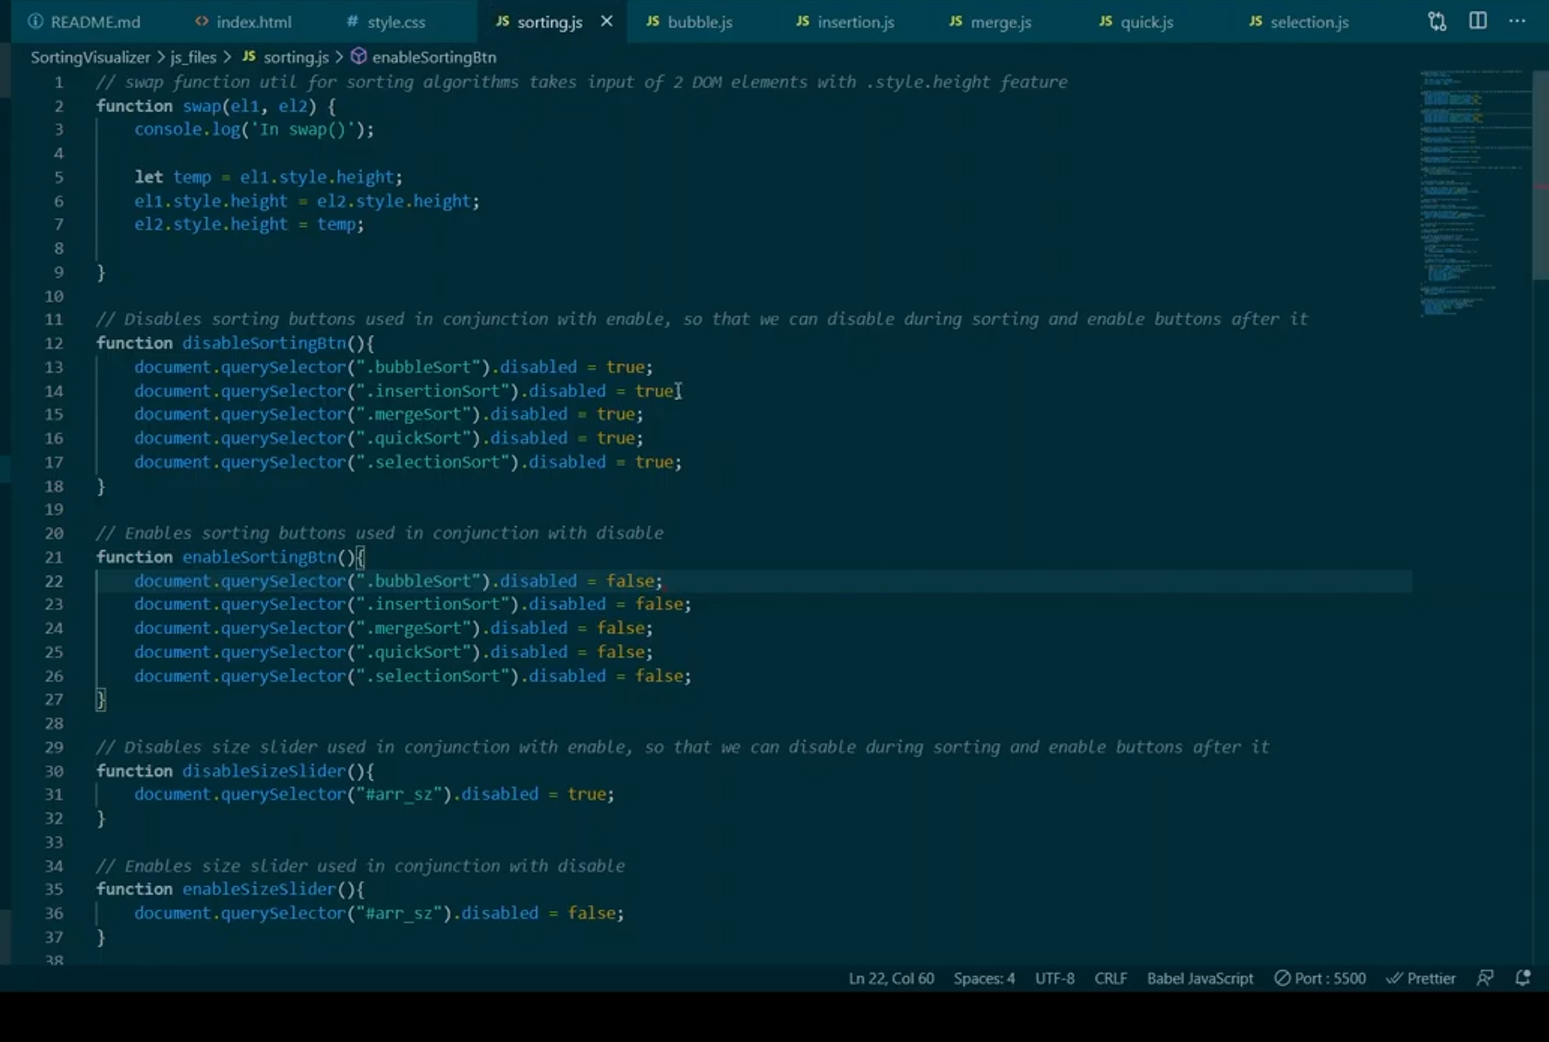 README.md index.html style.css sorting.js bubble.js insertion.js merge.js quick.js selection.js
SortingVisualizer > js_files > JS sorting.js > enableSortingBtn
1 // swap function util for sorting algorithms takes input of 2 DOM elements with .style.height feature
2 function swap(el1, el2) {
3 console.log('In swap()');
4
5 let temp = el1.style.height;
6 el1.style.height = el2.style.height;
7 el2.style.height = temp;
8
9 }
10
11 // Disables sorting buttons used in conjunction with enable, so that we can disable during sorting and enable buttons after it
12 function disableSortingBtn(){
13 document.querySelector(".bubbleSort").disabled = true;
14 document.querySelector(".insertionSort").disabled = true;
15 document.querySelector(".mergeSort").disabled = true;
16 document.querySelector(".quickSort").disabled = true;
17 document.querySelector(".selectionSort").disabled = true;
18 }
19
20 // Enables sorting buttons used in conjunction with disable
21 function enableSortingBtn(){
22 document.querySelector(".bubbleSort").disabled = false;
23 document.querySelector(".insertionSort").disabled = false;
24 document.querySelector(".mergeSort").disabled = false;
25 document.querySelector(".quickSort").disabled = false;
26 document.querySelector(".selectionSort").disabled = false;
27 }
28
29 // Disables size slider used in conjunction with enable, so that we can disable during sorting and enable buttons after it
30 function disableSizeSlider(){
31 document.querySelector("#arr_sz").disabled = true;
32 }
33
34 // Enables size slider used in conjunction with disable
35 function enableSizeSlider(){
36 document.querySelector("#arr_sz").disabled = false;
37 }
38
Ln 22, Col 60 Spaces: 4 UTF-8 CRLF Babel JavaScript Port : 5500 Prettier